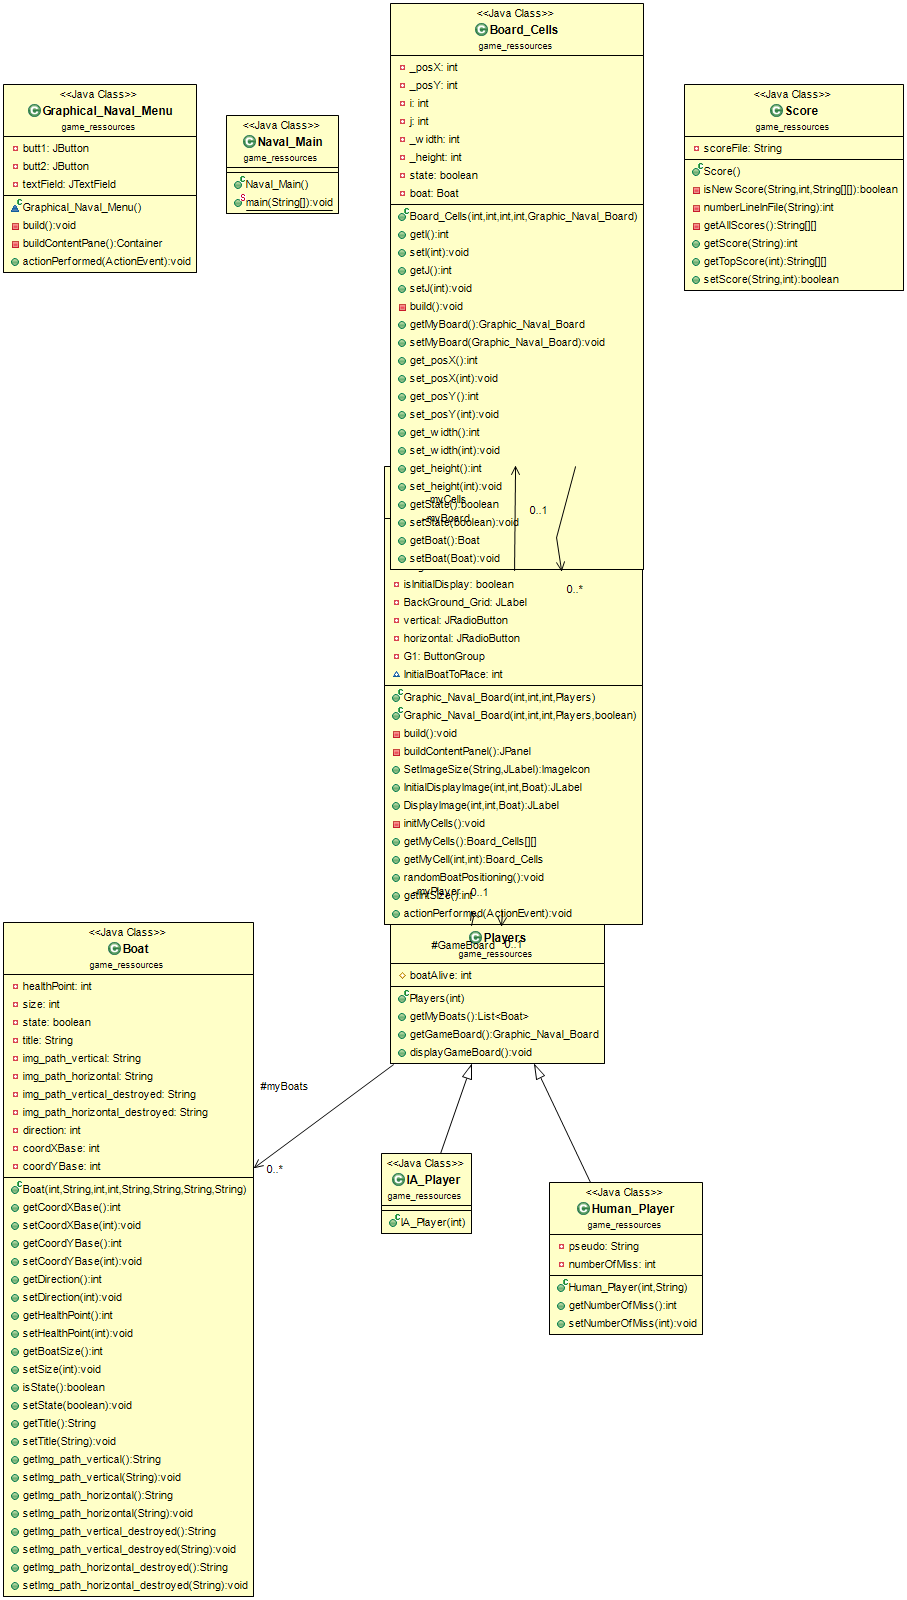 <<Java Class>>
Board_Cells
game_ressources
_posX: int
_posY: int
i: int
j: int
_width: int
_height: int
state: boolean
boat: Boat
Board_Cells(int,int,int,int,Graphic_Naval_Board)
getI():int
setI(int):void
getJ():int
setJ(int):void
build():void
getMyBoard():Graphic_Naval_Board
setMyBoard(Graphic_Naval_Board):void
get_posX():int
set_posX(int):void
get_posY():int
set_posY(int):void
get_width():int
set_width(int):void
get_height():int
set_height(int):void
getState():boolean
setState(boolean):void
getBoat():Boat
setBoat(Boat):void
<<Java Class>>
Graphical_Naval_Menu
game_ressources
butt1: JButton
butt2: JButton
textField: JTextField
Graphical_Naval_Menu()
build():void
buildContentPane():Container
actionPerformed(ActionEvent):void
<<Java Class>>
Naval_Main
game_ressources
Naval_Main()
main(String[]):void
<<Java Class>>
Score
game_ressources
scoreFile: String
Score()
isNewScore(String,int,String[][]):boolean
numberLineInFile(String):int
getAllScores():String[][]
getScore(String):int
getTopScore(int):String[][]
setScore(String,int):boolean
-myCells
-myBoard
0..1
0..*
isInitialDisplay: boolean
BackGround_Grid: JLabel
vertical: JRadioButton
horizontal: JRadioButton
G1: ButtonGroup
InitialBoatToPlace: int
Graphic_Naval_Board(int,int,int,Players)
Graphic_Naval_Board(int,int,int,Players,boolean)
build():void
buildContentPanel():JPanel
SetImageSize(String,JLabel):ImageIcon
InitialDisplayImage(int,int,Boat):JLabel
DisplayImage(int,int,Boat):JLabel
initMyCells():void
getMyCells():Board_Cells[][]
getMyCell(int,int):Board_Cells
randomBoatPositioning():void
getIntSize():int
actionPerformed(ActionEvent):void
-myPlayer
0..1
#GameBoard
0..1
Players
game_ressources
boatAlive: int
Players(int)
getMyBoats():List<Boat>
getGameBoard():Graphic_Naval_Board
displayGameBoard():void
#myBoats
0..*
<<Java Class>>
Boat
game_ressources
healthPoint: int
size: int
state: boolean
title: String
img_path_vertical: String
img_path_horizontal: String
img_path_vertical_destroyed: String
img_path_horizontal_destroyed: String
direction: int
coordXBase: int
coordYBase: int
Boat(int,String,int,int,String,String,String,String)
getCoordXBase():int
setCoordXBase(int):void
getCoordYBase():int
setCoordYBase(int):void
getDirection():int
setDirection(int):void
getHealthPoint():int
setHealthPoint(int):void
getBoatSize():int
setSize(int):void
isState():boolean
setState(boolean):void
getTitle():String
setTitle(String):void
getImg_path_vertical():String
setImg_path_vertical(String):void
getImg_path_horizontal():String
setImg_path_horizontal(String):void
getImg_path_vertical_destroyed():String
setImg_path_vertical_destroyed(String):void
getImg_path_horizontal_destroyed():String
setImg_path_horizontal_destroyed(String):void
<<Java Class>>
IA_Player
game_ressources
IA_Player(int)
<<Java Class>>
Human_Player
game_ressources
pseudo: String
numberOfMiss: int
Human_Player(int,String)
getNumberOfMiss():int
setNumberOfMiss(int):void